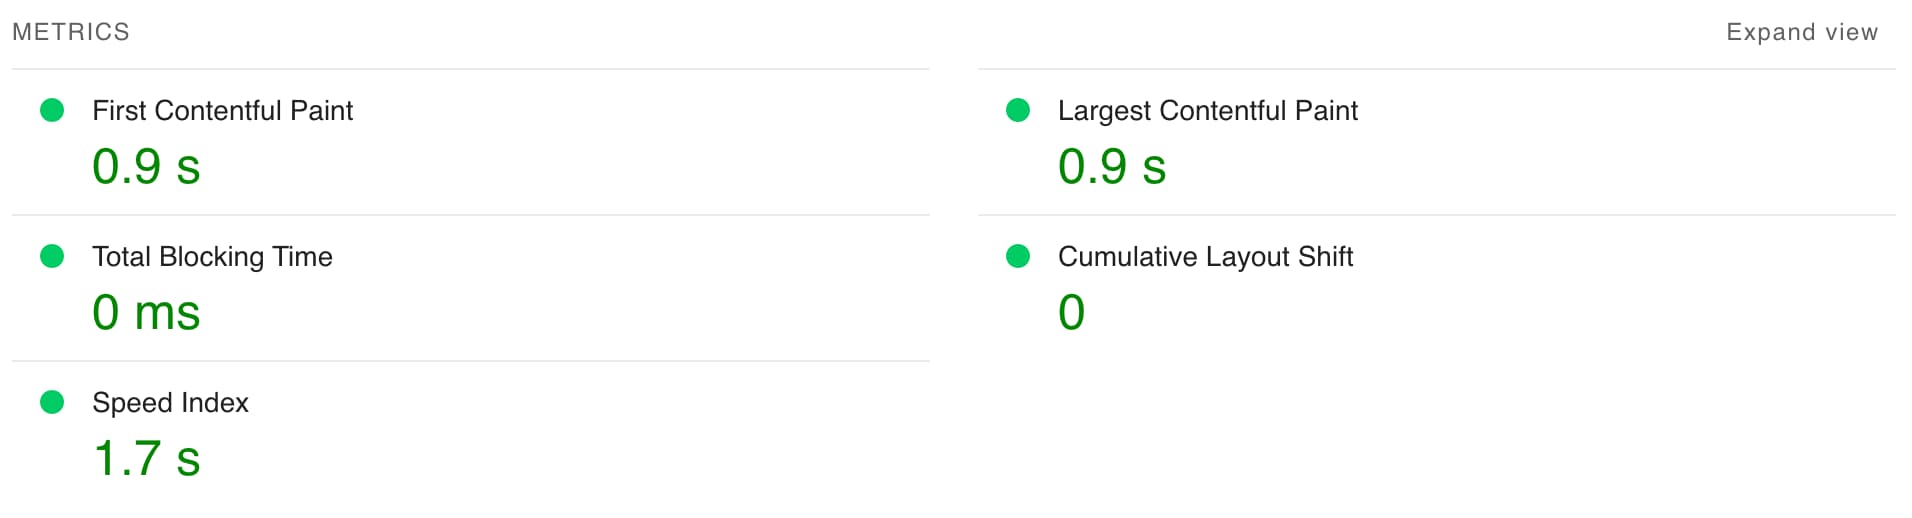 METRICS
Expand view
First Contentful Paint
0.9 s
Largest Contentful Paint
0.9 s
Total Blocking Time
0 ms
Cumulative Layout Shift
0
Speed Index
1.7 s